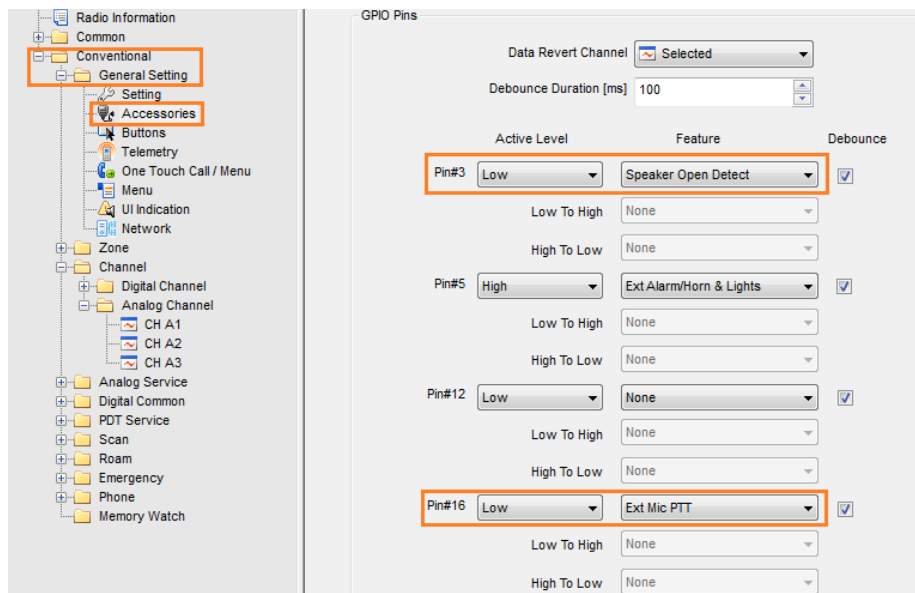 Radio Information
Common
Conventional
General Setting
Setting
Accessories
Buttons
Telemetry
One Touch Call / Menu
Menu
UI Indication
Network
Zone
Channel
Digital Channel
Analog Channel
CH A1
CH A2
CH A3
Analog Service
Digital Common
PDT Service
Scan
Roam
Emergency
Phone
Memory Watch
GPIO Pins
Data Revert Channel Selected
Debounce Duration [ms] 100
Active Level Feature Debounce
Pin#3 Low Speaker Open Detect
Low To High None
High To Low None
Pin#5 High Ext Alarm/Horn & Lights
Low To High None
High To Low None
Pin#12 Low None
Low To High None
High To Low None
Pin#16 Low Ext Mic PTT
Low To High None
High To Low None